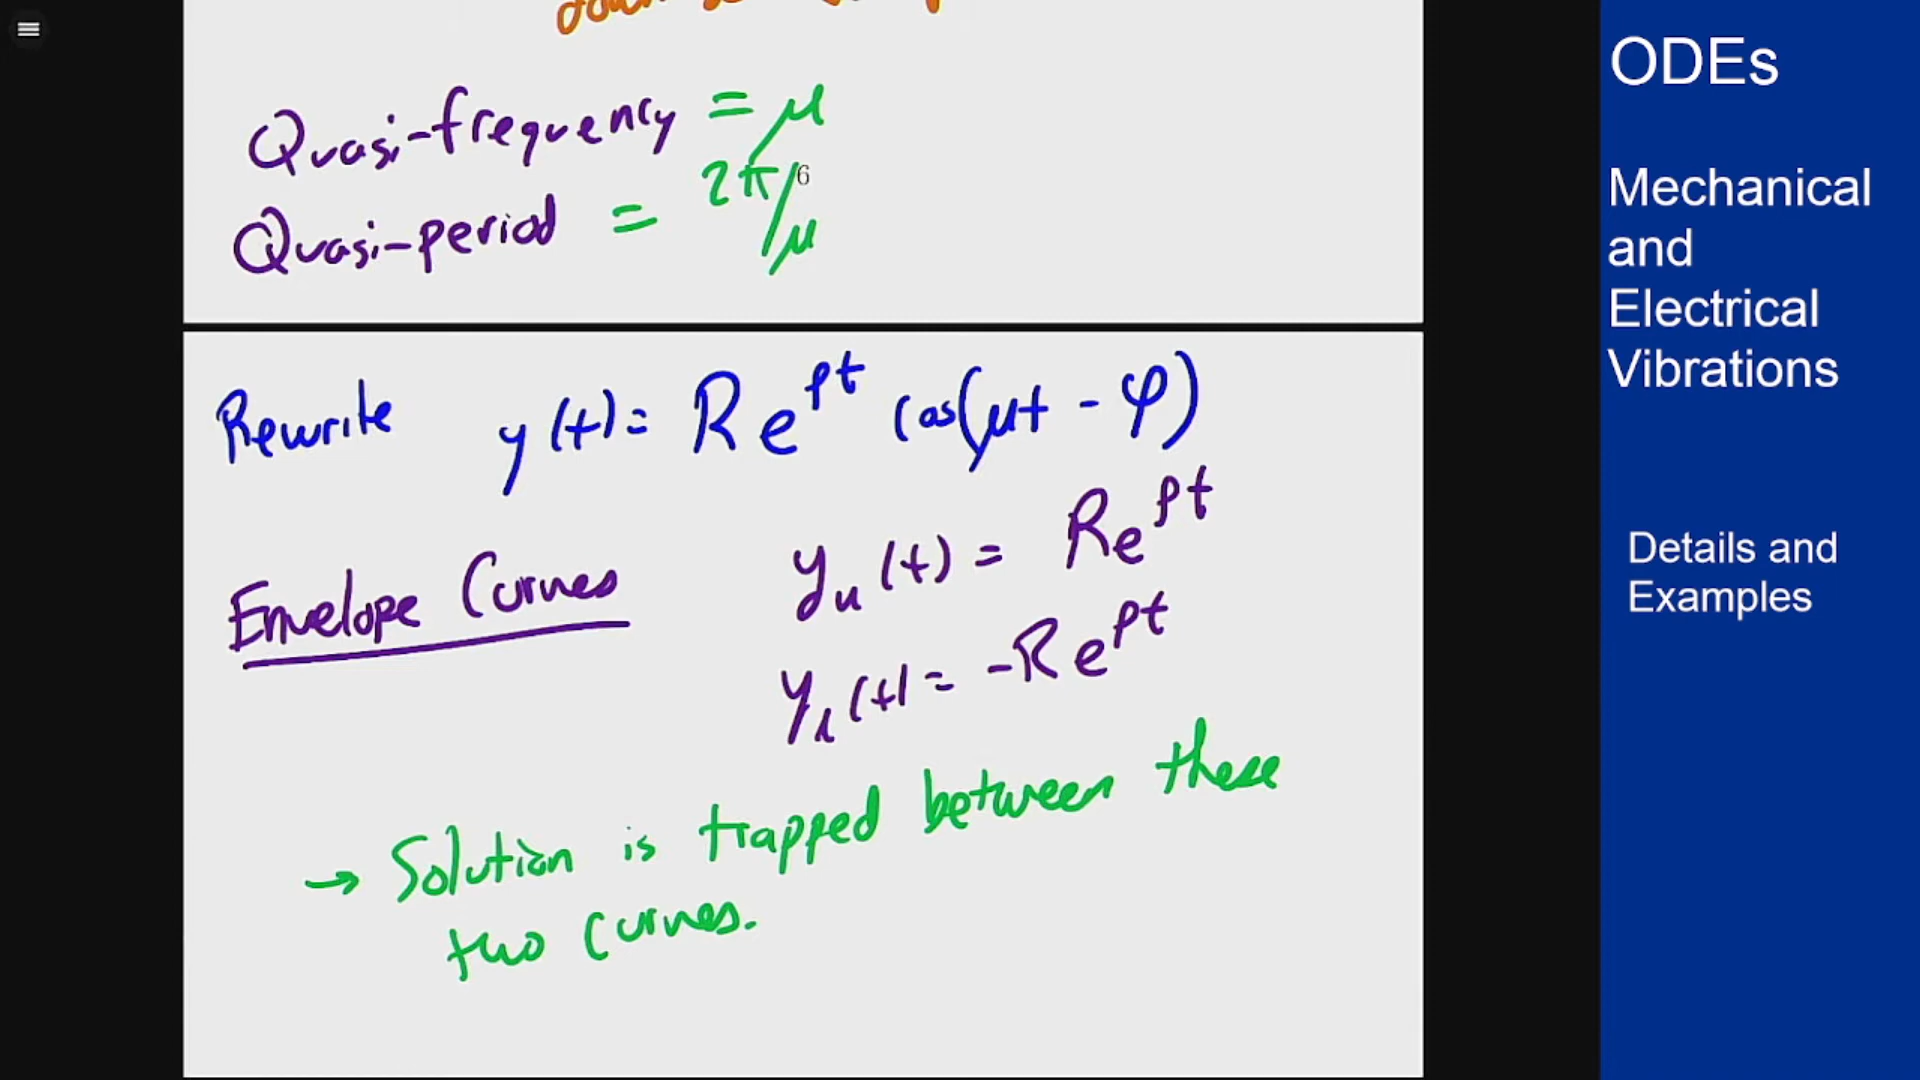 Quasi-frequency = μ
6
Quasi-period = 2π/μ
Rewrite y(t) = Re^{ρt} cos(μt - φ)
y_u(t) = Re^{ρt}
Envelope Curves
y_l(t) = -Re^{ρt}
→ Solution is trapped between these
two curves.
ODEs
Mechanical
and
Electrical
Vibrations
Details and
Examples